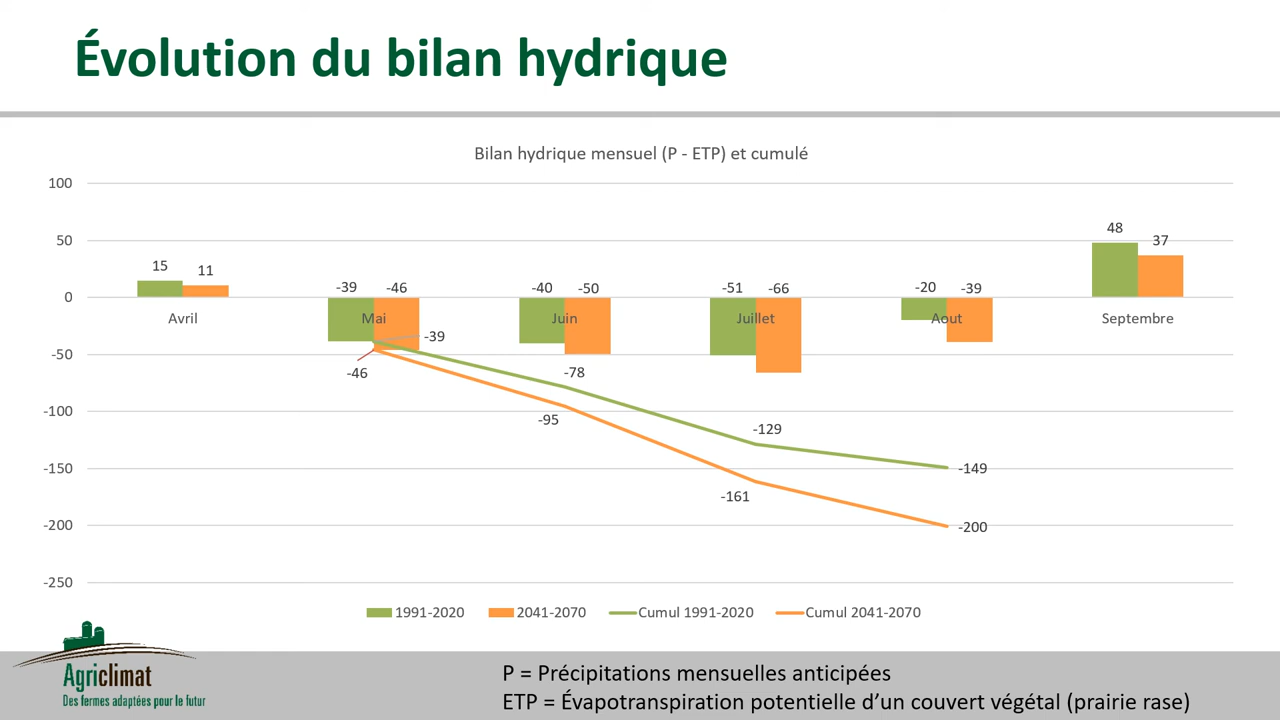 Évolution du bilan hydrique
Bilan hydrique mensuel (P - ETP) et cumulé
100
50
0
-50
-100
-150
-200
-250
15
11
-39
-46
-40
-50
-51
-66
-20
-39
48
37
Avril
Mai
Juin
Juillet
Aout
Septembre
-39
-46
-78
-95
-129
-161
-149
-200
1991-2020
2041-2070
Cumul 1991-2020
Cumul 2041-2070
Agriclimat
Des fermes adaptées pour le futur
P = Précipitations mensuelles anticipées
ETP = Évapotranspiration potentielle d’un couvert végétal (prairie rase)